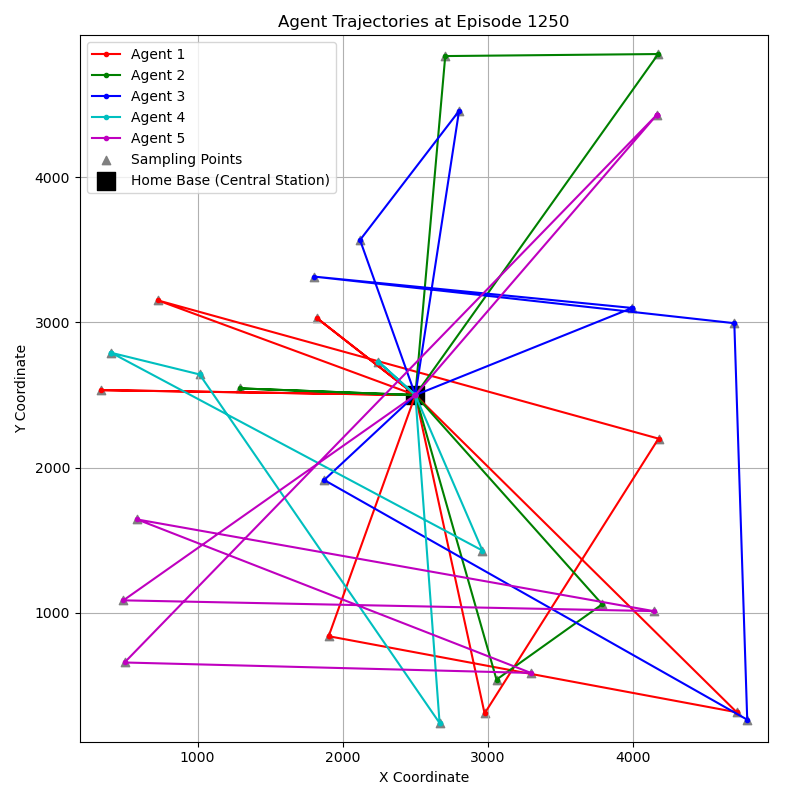 Agent Trajectories at Episode 1250
Agent 1
Agent 2
Agent 3
Agent 4
Agent 5
Sampling Points
Home Base (Central Station)
Y Coordinate
4000
3000
2000
1000
1000 2000 3000 4000
X Coordinate